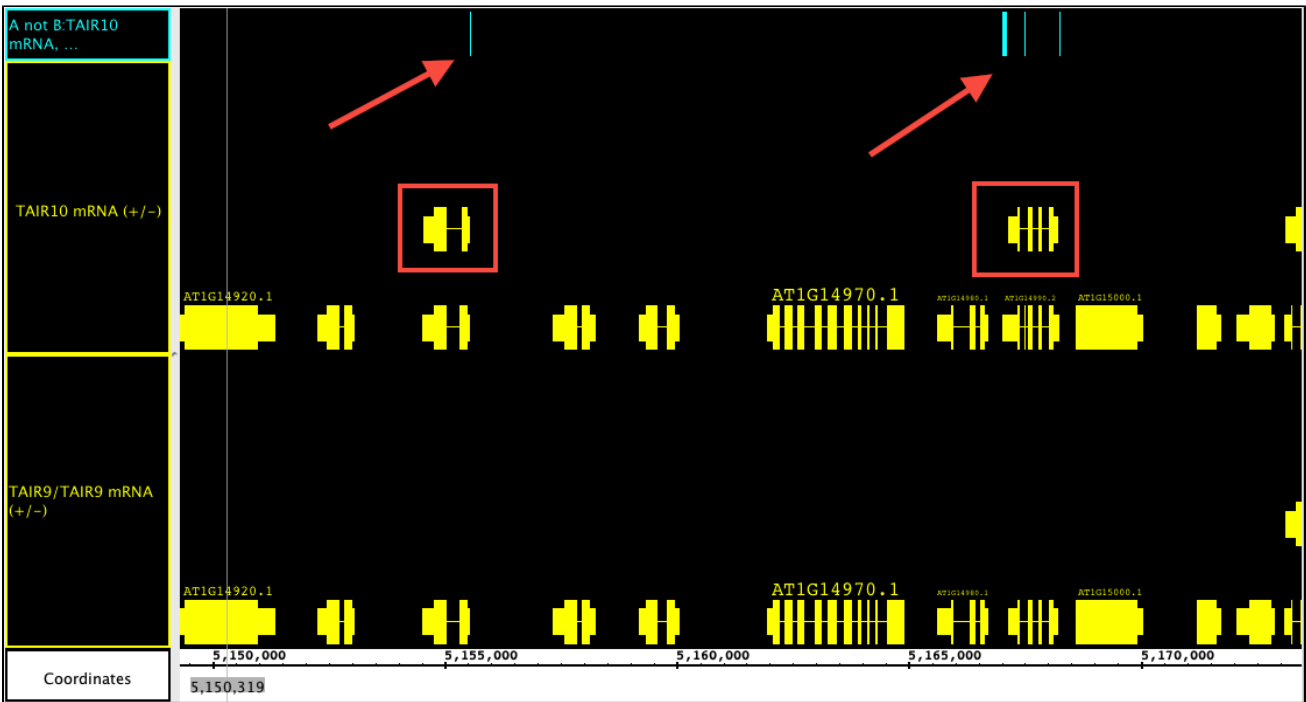 A not B:TAIR10
mRNA, ...
TAIR10 mRNA (+/-)
AT1G14920.1
AT1G14970.1
AT1G14980.1
AT1G14990.2
AT1G15000.1
TAIR9/TAIR9 mRNA
(+/-)
AT1G14920.1
AT1G14970.1
AT1G14980.1
AT1G15000.1
Coordinates
5,150,000
5,155,000
5,160,000
5,165,000
5,170,000
5,150,319